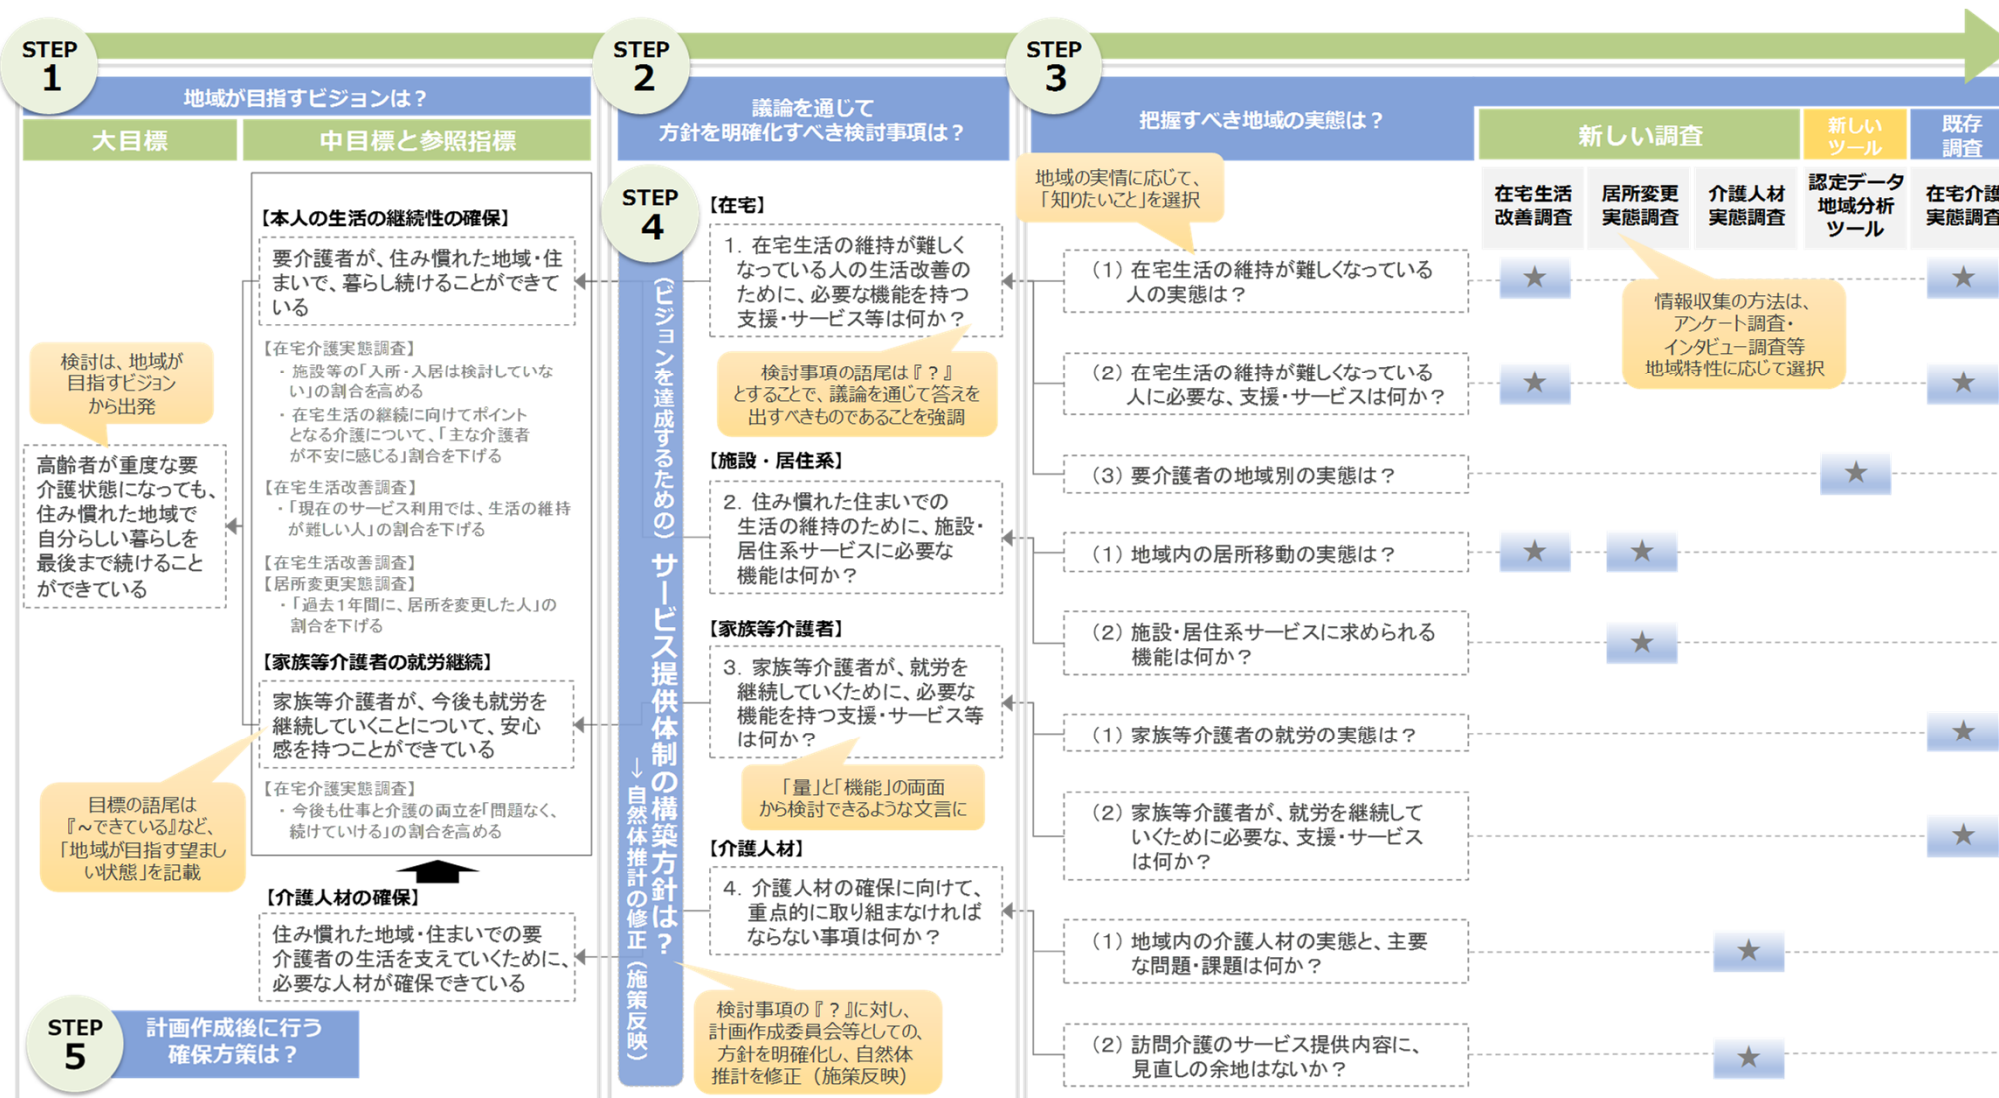 STEP
1
地域が目指すビジョンは？
大目標
中目標と参照指標
【本人の生活の継続性の確保】
要介護者が、住み慣れた地域・住
まいで、暮らし続けることができて
いる
【在宅介護実態調査】
・施設等の「入所・入居は検討していな
い」の割合を高める
・在宅生活の継続に向けてポイント
となる介護について、「主な介護者
が不安に感じる」割合を下げる
【在宅生活改善調査】
・「現在のサービス利用では、生活の維持
が難しい人」の割合を下げる
【在宅生活改善調査】
【居所変更実態調査】
・「過去１年間に、居所を変更した人」の
割合を下げる
【家族等介護者の就労継続】
家族等介護者が、今後も就労を
継続していくことについて、安心
感を持つことができている
【在宅介護実態調査】
・今後も仕事と介護の両立を「問題なく、
続けていける」の割合を高める
【介護人材の確保】
住み慣れた地域・住まいでの要
介護者の生活を支えていくために、
必要な人材が確保できている
検討は、地域が
目指すビジョン
から出発
高齢者が重度な要
介護状態になっても、
住み慣れた地域で
自分らしい暮らしを
最後まで続けること
ができている
目標の語尾は
『～できている』など、
「地域が目指す望まし
い状態」を記載
STEP
5
計画作成後に行う
確保方策は？
STEP
2
議論を通じて
方針を明確化すべき検討事項は？
STEP
4
（ビジョンを達成するための）サービス提供体制の構築方針は？
→自然体推計の修正（施策反映）
【在宅】
1．在宅生活の維持が難しく
なっている人の生活改善の
ために、必要な機能を持つ
支援・サービス等は何か？
検討事項の語尾は『？』
とすることで、議論を通じて答えを
出すべきものであることを強調
【施設・居住系】
2．住み慣れた住まいでの
生活の維持のために、施設・
居住系サービスに必要な
機能は何か？
【家族等介護者】
3．家族等介護者が、就労を
継続していくために、必要な
機能を持つ支援・サービス等
は何か？
「量」と「機能」の両面
から検討できるような文言に
【介護人材】
4．介護人材の確保に向けて、
重点的に取り組まなければ
ならない事項は何か？
検討事項の『？』に対し、
計画作成委員会等としての、
方針を明確化し、自然体
推計を修正（施策反映）
STEP
3
把握すべき地域の実態は？
新しい調査
新しい
ツール
既存
調査
在宅生活
改善調査
居所変更
実態調査
介護人材
実態調査
認定データ
地域分析
ツール
在宅介護
実態調査
地域の実情に応じて、
「知りたいこと」を選択
情報収集の方法は、
アンケート調査・
インタビュー調査等
地域特性に応じて選択
（1）在宅生活の維持が難しくなっている
人の実態は？
★
★
（2）在宅生活の維持が難しくなっている
人に必要な、支援・サービスは何か？
★
★
（3）要介護者の地域別の実態は？
★
（1）地域内の居所移動の実態は？
★
★
（2）施設・居住系サービスに求められる
機能は何か？
★
（1）家族等介護者の就労の実態は？
★
（2）家族等介護者が、就労を継続して
いくために必要な、支援・サービス
は何か？
★
（1）地域内の介護人材の実態と、主要
な問題・課題は何か？
★
（2）訪問介護のサービス提供内容に、
見直しの余地はないか？
★